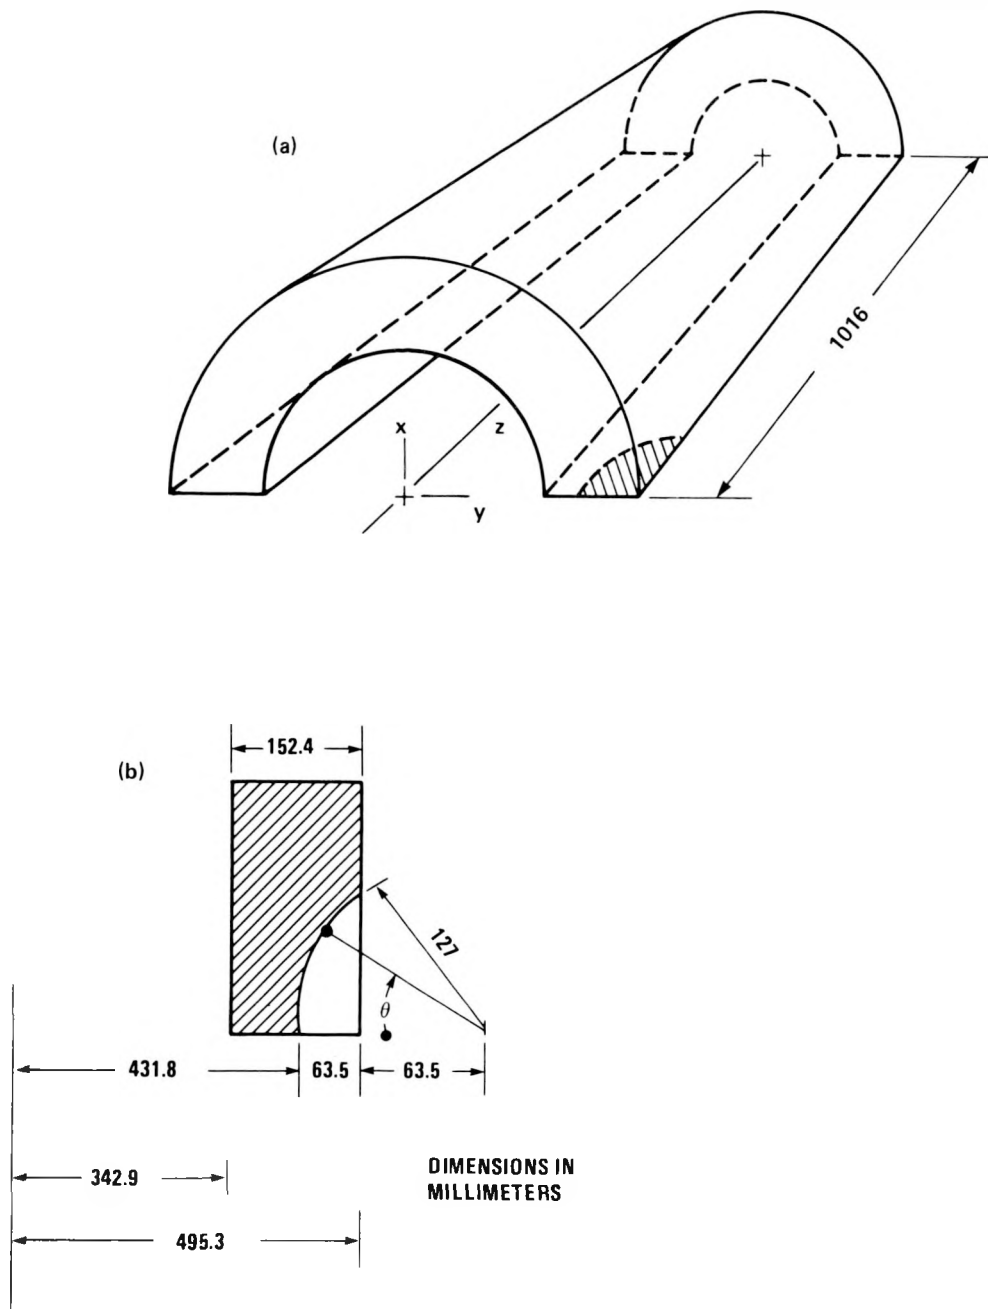 (a)
1016
x
z
y
152.4
(b)
127
θ
431.8
63.5
63.5
342.9
DIMENSIONS IN
MILLIMETERS
495.3